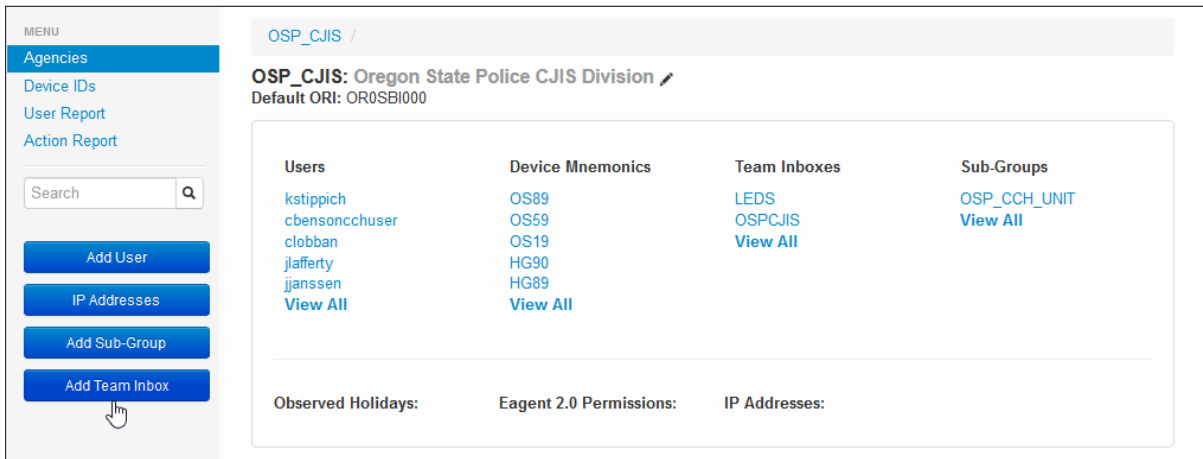 MENU
Agencies
Device IDs
User Report
Action Report
Search
Add User
IP Addresses
Add Sub-Group
Add Team Inbox
OSP_CJIS /
OSP_CJIS: Oregon State Police CJIS Division
Default ORI: OR0SBI000
Users
kstippich
cbensoncchuser
clobban
jlafferty
jjanssen
View All
Device Mnemonics
OS89
OS59
OS19
HG90
HG89
View All
Team Inboxes
LEDS
OSPCJIS
View All
Sub-Groups
OSP_CCH_UNIT
View All
Observed Holidays:
Eagent 2.0 Permissions:
IP Addresses: